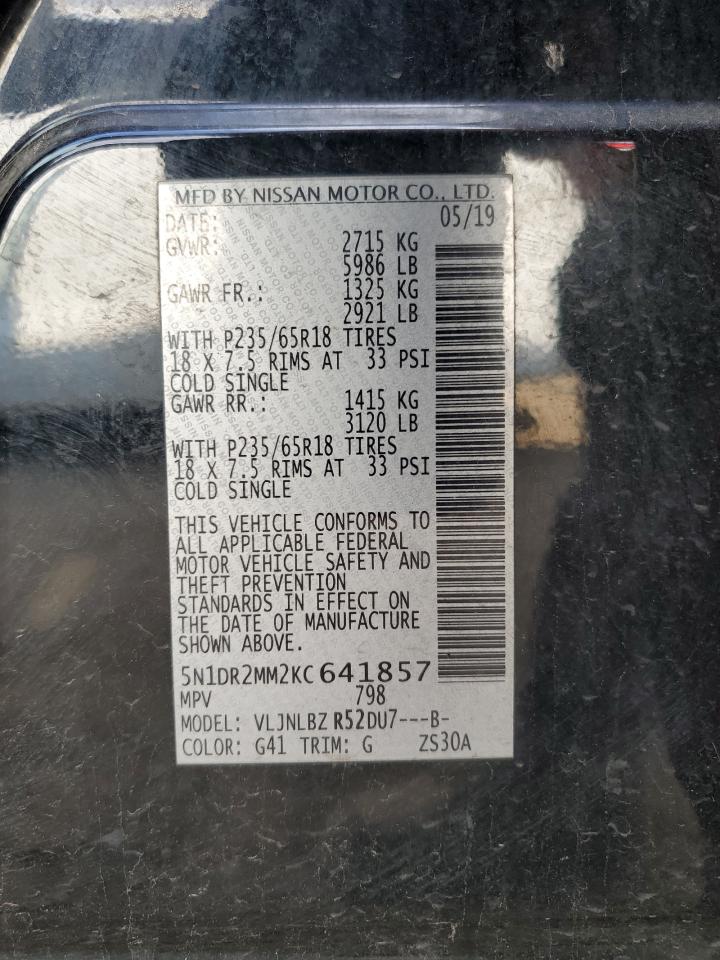 MFD BY NISSAN MOTOR CO., LTD.
DATE: 05/19
GVWR: 2715 KG
5986 LB
GAWR FR.: 1325 KG
2921 LB
WITH P235/65R18 TIRES
18 X 7.5 RIMS AT 33 PSI
COLD SINGLE
GAWR RR.: 1415 KG
3120 LB
WITH P235/65R18 TIRES
18 X 7.5 RIMS AT 33 PSI
COLD SINGLE
THIS VEHICLE CONFORMS TO
ALL APPLICABLE FEDERAL
MOTOR VEHICLE SAFETY AND
THEFT PREVENTION
STANDARDS IN EFFECT ON
THE DATE OF MANUFACTURE
SHOWN ABOVE.
5N1DR2MM2KC641857
MPV 798
MODEL: VLJNLBZ R52DU7---B-
COLOR: G41 TRIM: G ZS30A